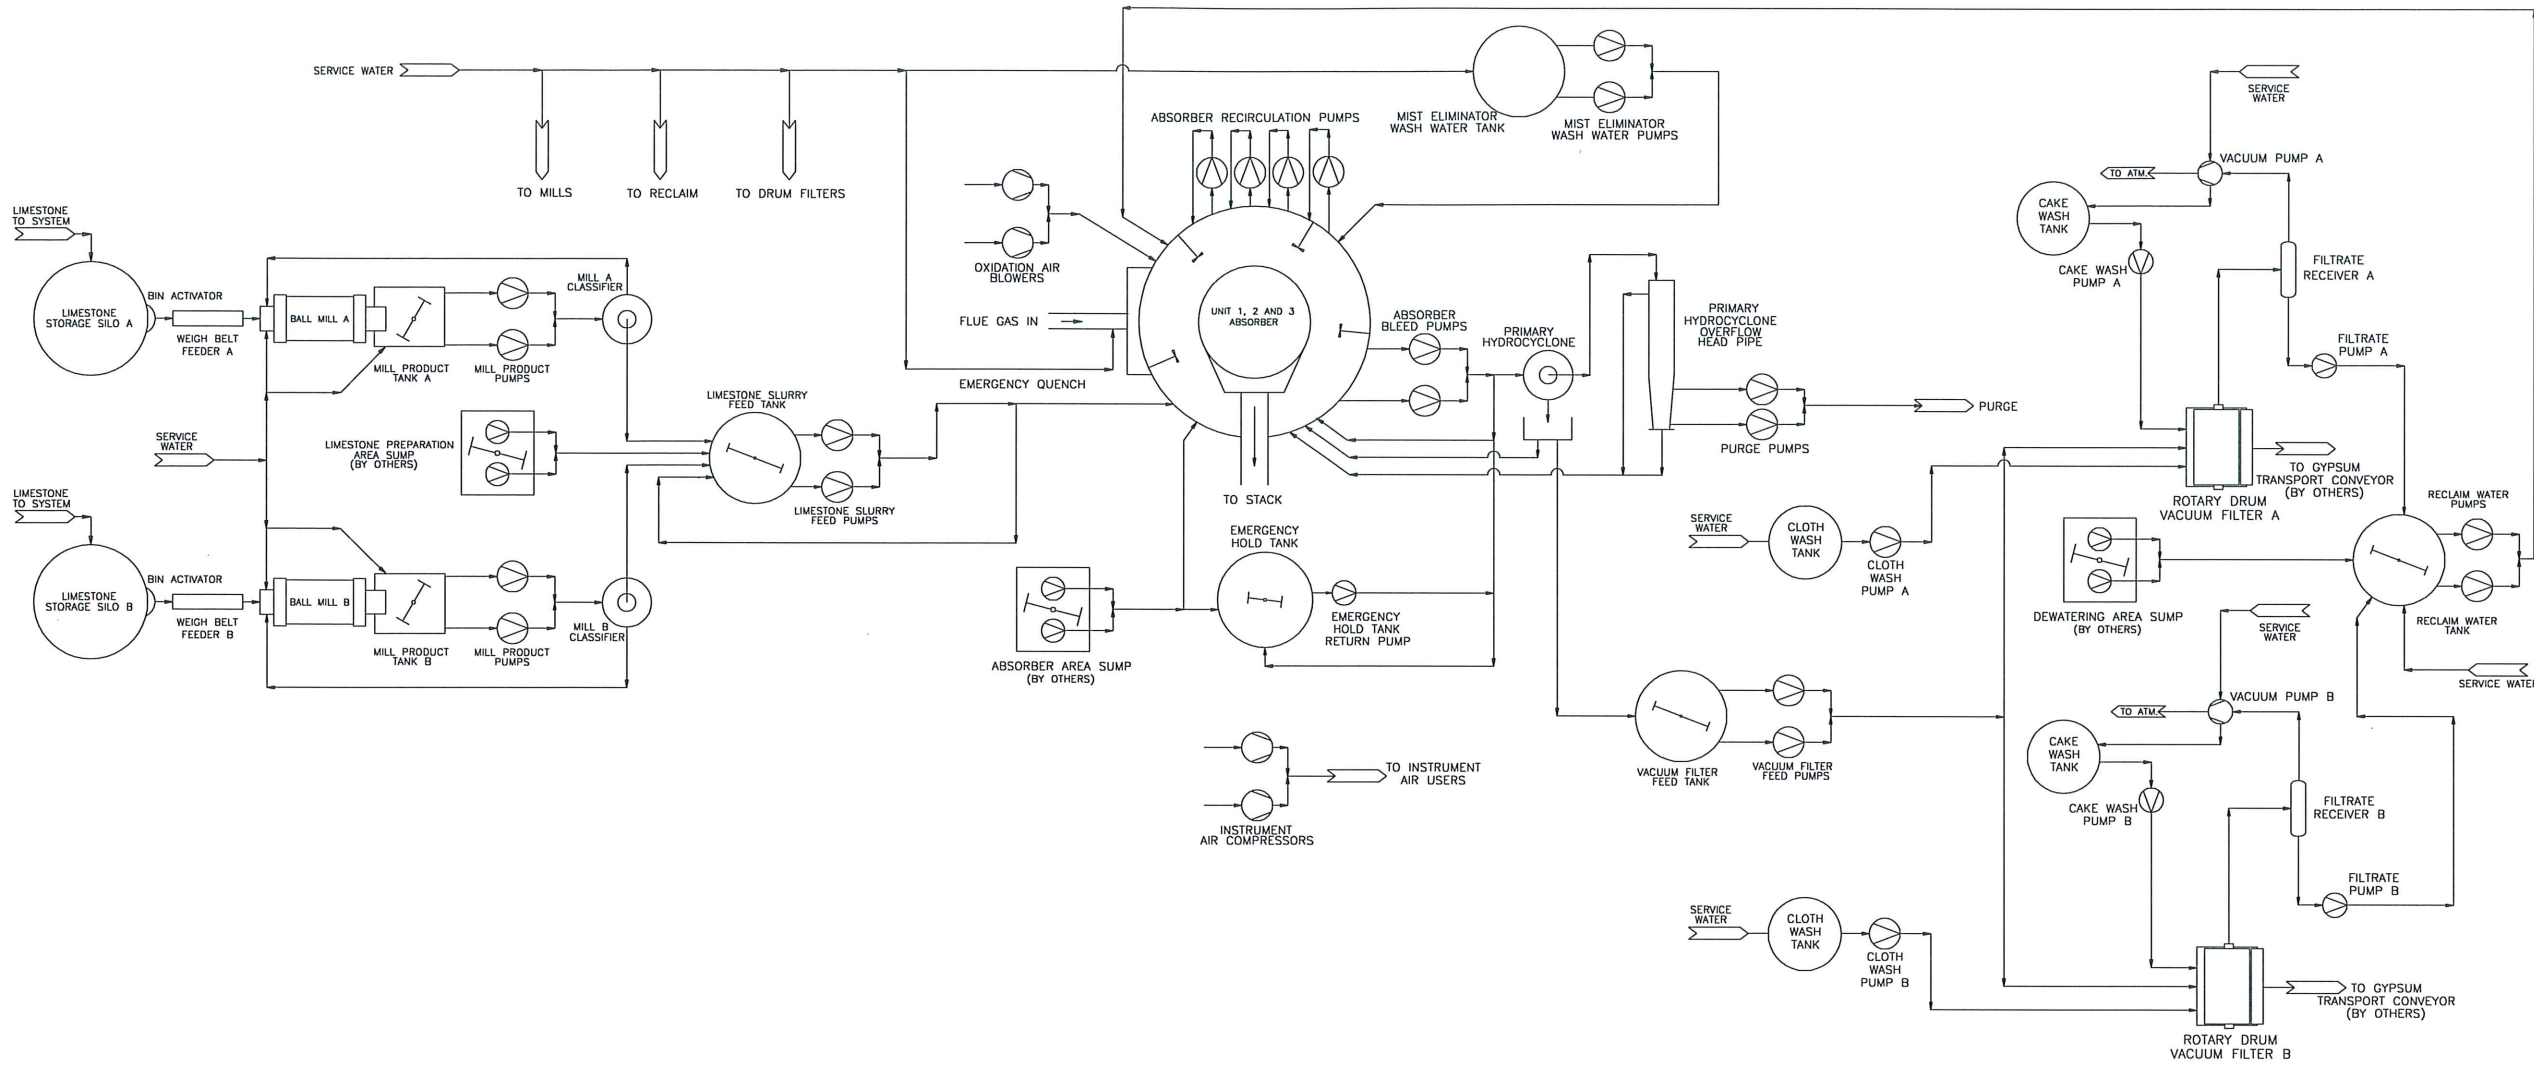 SERVICE WATER
TO MILLS
TO RECLAIM
TO DRUM FILTERS
LIMESTONE
TO SYSTEM
LIMESTONE
STORAGE SILO A
BIN ACTIVATOR
WEIGH BELT
FEEDER A
BALL MILL A
MILL PRODUCT
TANK A
MILL PRODUCT
PUMPS
MILL A
CLASSIFIER
SERVICE
WATER
LIMESTONE PREPARATION
AREA SUMP
(BY OTHERS)
LIMESTONE
TO SYSTEM
LIMESTONE
STORAGE SILO B
BIN ACTIVATOR
WEIGH BELT
FEEDER B
BALL MILL B
MILL PRODUCT
TANK B
MILL PRODUCT
PUMPS
MILL B
CLASSIFIER
LIMESTONE SLURRY
FEED TANK
LIMESTONE SLURRY
FEED PUMPS
OXIDATION AIR
BLOWERS
FLUE GAS IN
EMERGENCY QUENCH
ABSORBER RECIRCULATION PUMPS
UNIT 1, 2 AND 3
ABSORBER
TO STACK
MIST ELIMINATOR
WASH WATER TANK
MIST ELIMINATOR
WASH WATER PUMPS
ABSORBER
BLEED PUMPS
PRIMARY
HYDROCYCLONE
PRIMARY
HYDROCYCLONE
OVERFLOW
HEAD PIPE
PURGE PUMPS
PURGE
EMERGENCY
HOLD TANK
EMERGENCY
HOLD TANK
RETURN PUMP
ABSORBER AREA SUMP
(BY OTHERS)
TO INSTRUMENT
AIR USERS
INSTRUMENT
AIR COMPRESSORS
VACUUM FILTER
FEED TANK
VACUUM FILTER
FEED PUMPS
SERVICE
WATER
CLOTH
WASH
TANK
CLOTH
WASH
PUMP A
SERVICE
WATER
CLOTH
WASH
TANK
CLOTH
WASH
PUMP B
SERVICE
WATER
VACUUM PUMP A
TO ATM.
CAKE
WASH
TANK
CAKE WASH
PUMP A
FILTRATE
RECEIVER A
FILTRATE
PUMP A
TO GYPSUM
TRANSPORT CONVEYOR
(BY OTHERS)
ROTARY DRUM
VACUUM FILTER A
RECLAIM WATER
PUMPS
DEWATERING AREA SUMP
(BY OTHERS)
RECLAIM WATER
TANK
SERVICE
WATER
SERVICE WATE
VACUUM PUMP B
TO ATM.
CAKE
WASH
TANK
CAKE WASH
PUMP B
FILTRATE
RECEIVER B
FILTRATE
PUMP B
TO GYPSUM
TRANSPORT CONVEYOR
(BY OTHERS)
ROTARY DRUM
VACUUM FILTER B